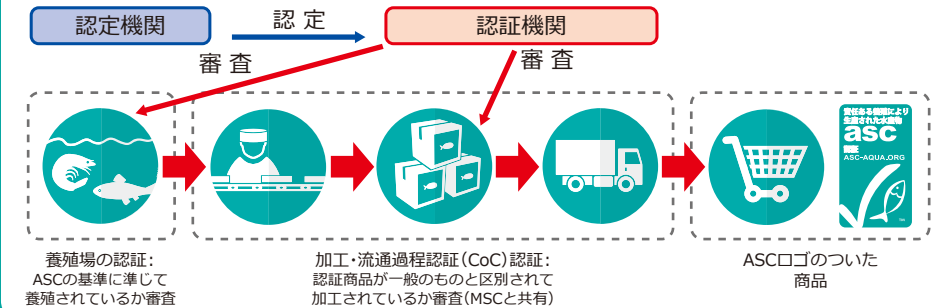 認定機関
認定
認証機関
審査
審査
責任ある養殖により
生産された水産物
asc
認証
ASC-AQUA.ORG
TM
養殖場の認証:
ASCの基準に準じて
養殖されているか審査
加工・流通過程認証(CoC)認証:
認証商品が一般のものと区別されて
加工されているか審査(MSCと共有)
ASCロゴのついた
商品